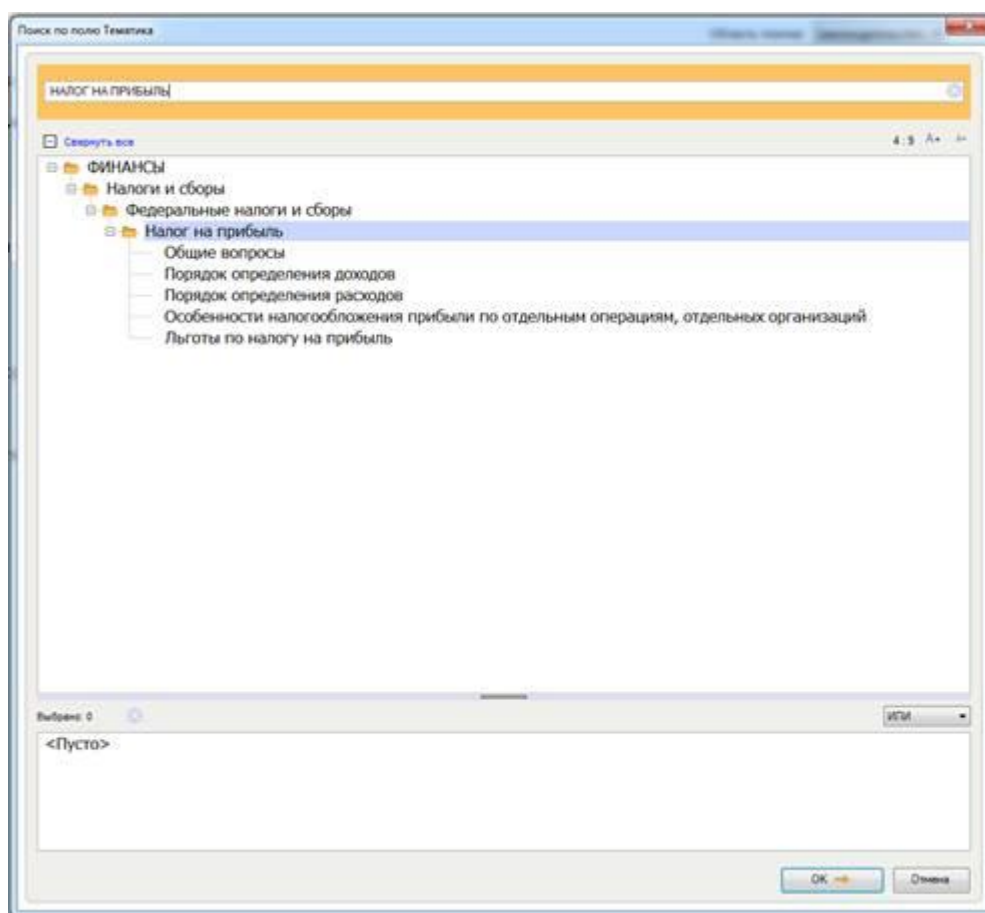 Поиск по полю Тематика
НАЛОГ НА ПРИБЫЛЬ
Свернуть все
4:9 A+
ФИНАНСЫ
Налоги и сборы
Федеральные налоги и сборы
Налог на прибыль
Общие вопросы
Порядок определения доходов
Порядок определения расходов
Особенности налогообложения прибыли по отдельным операциям, отдельных организаций
Льготы по налогу на прибыль
Выбрано: 0
ИЛИ
<Пусто>
OK
Отмена